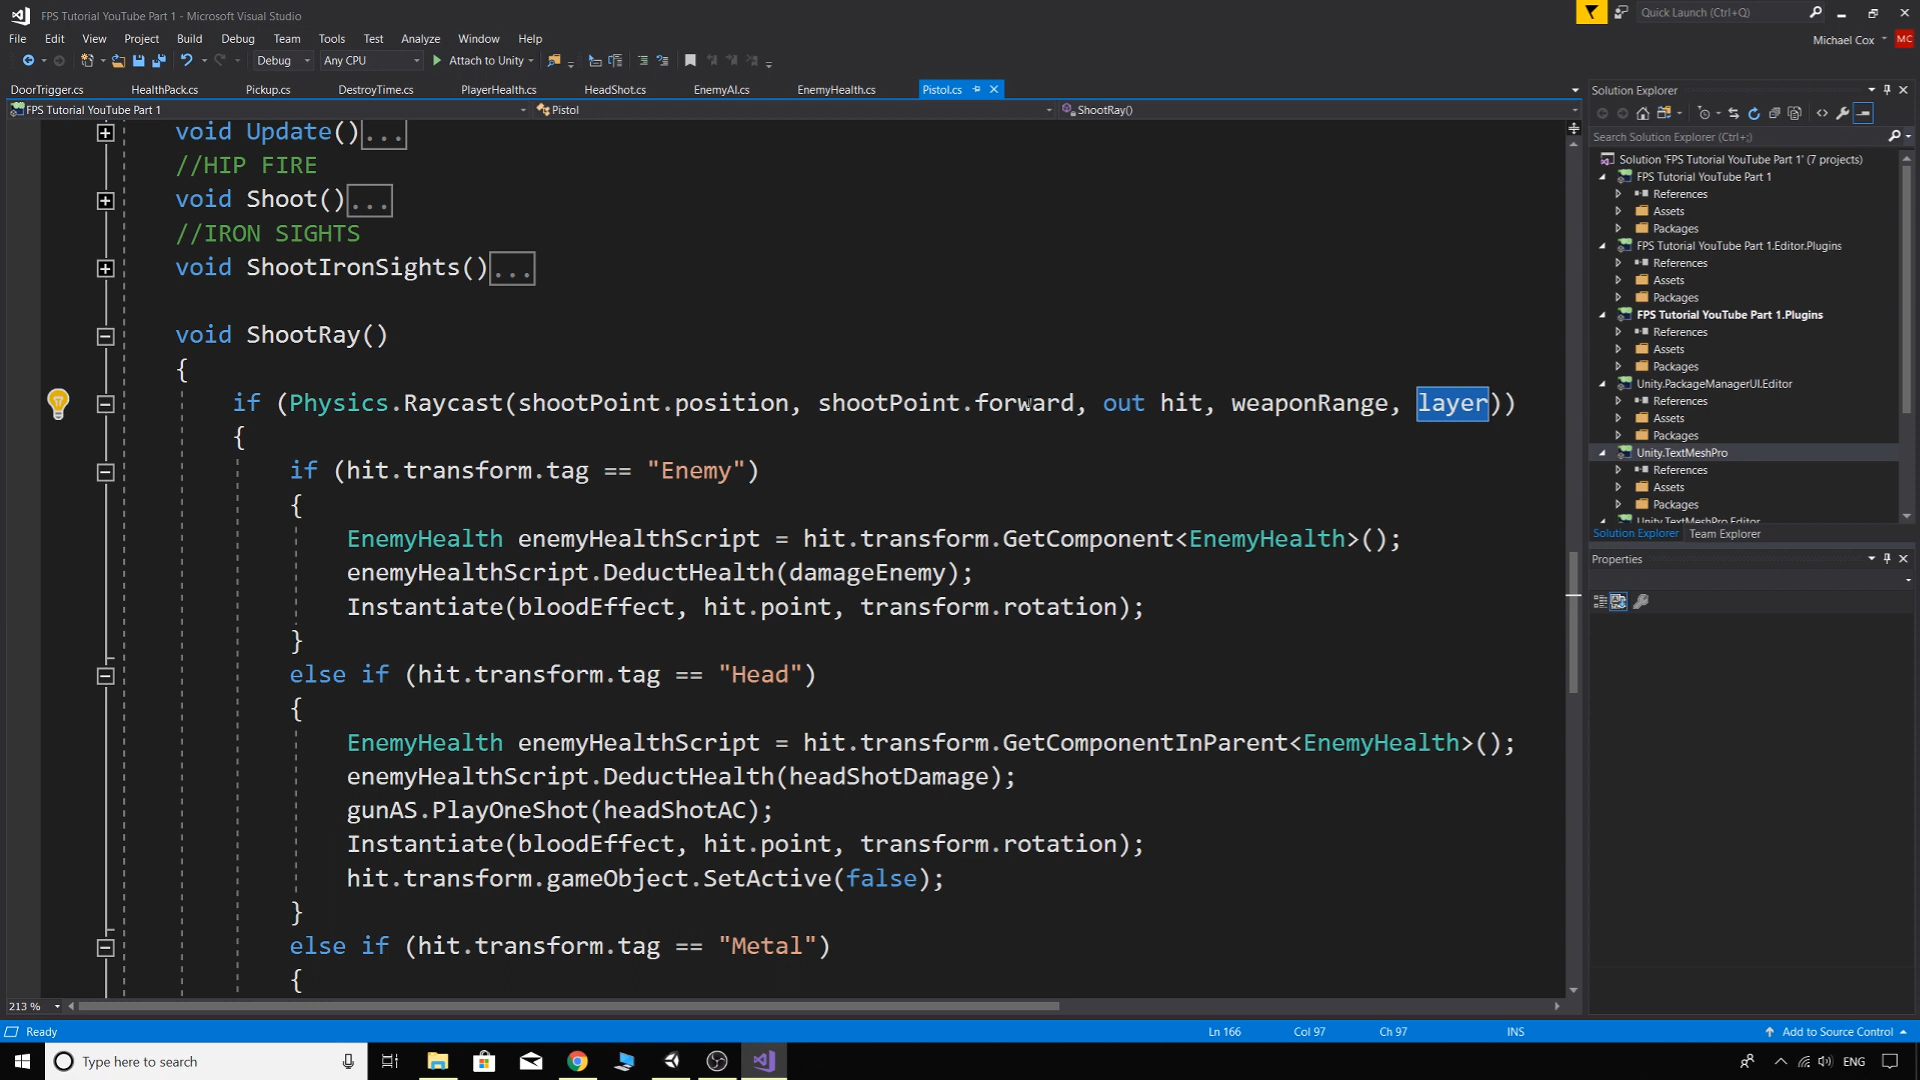 FPS Tutorial YouTube Part 1 - Microsoft Visual Studio
Quick Launch (Ctrl+Q)
File Edit View Project Build Debug Team Tools Test Analyze Window Help
Michael Cox MC
Debug Any CPU Attach to Unity
DoorTrigger.cs HealthPack.cs Pickup.cs DestroyTime.cs PlayerHealth.cs HeadShot.cs EnemyAI.cs EnemyHealth.cs Pistol.cs
FPS Tutorial YouTube Part 1 Pistol ShootRay()
void Update()...
//HIP FIRE
void Shoot()...
//IRON SIGHTS
void ShootIronSights()...
void ShootRay()
{
if (Physics.Raycast(shootPoint.position, shootPoint.forward, out hit, weaponRange, layer))
{
if (hit.transform.tag == "Enemy")
{
EnemyHealth enemyHealthScript = hit.transform.GetComponent<EnemyHealth>();
enemyHealthScript.DeductHealth(damageEnemy);
Instantiate(bloodEffect, hit.point, transform.rotation);
}
else if (hit.transform.tag == "Head")
{
EnemyHealth enemyHealthScript = hit.transform.GetComponentInParent<EnemyHealth>();
enemyHealthScript.DeductHealth(headShotDamage);
gunAS.PlayOneShot(headShotAC);
Instantiate(bloodEffect, hit.point, transform.rotation);
hit.transform.gameObject.SetActive(false);
}
else if (hit.transform.tag == "Metal")
{
213 %
Solution Explorer
Search Solution Explorer (Ctrl+;)
Solution 'FPS Tutorial YouTube Part 1' (7 projects)
FPS Tutorial YouTube Part 1
References
Assets
Packages
FPS Tutorial YouTube Part 1.Editor.Plugins
References
Assets
Packages
FPS Tutorial YouTube Part 1.Plugins
References
Assets
Packages
Unity.PackageManagerUI.Editor
References
Assets
Packages
Unity.TextMeshPro
References
Assets
Packages
Unity.TextMeshPro.Editor
Solution Explorer Team Explorer
Properties
Ready Ln 166 Col 97 Ch 97 INS Add to Source Control
Type here to search ENG